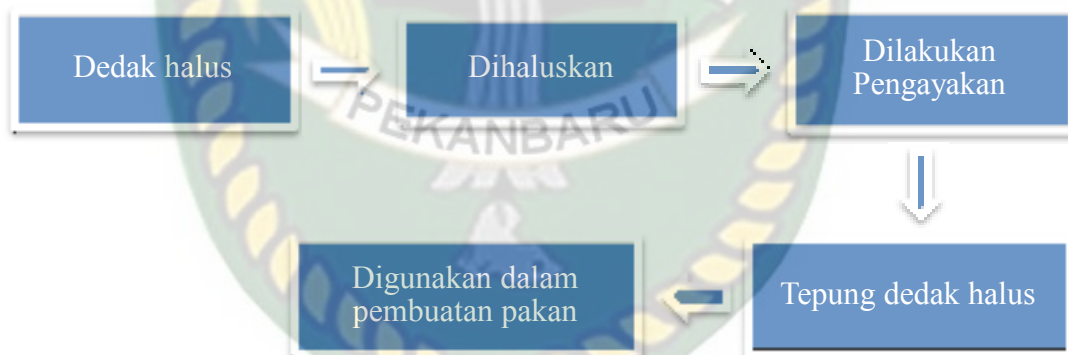 Dedak halus
Dihaluskan
Dilakukan
Pengayakan
PEKANBARU
Tepung dedak halus
Digunakan dalam
pembuatan pakan